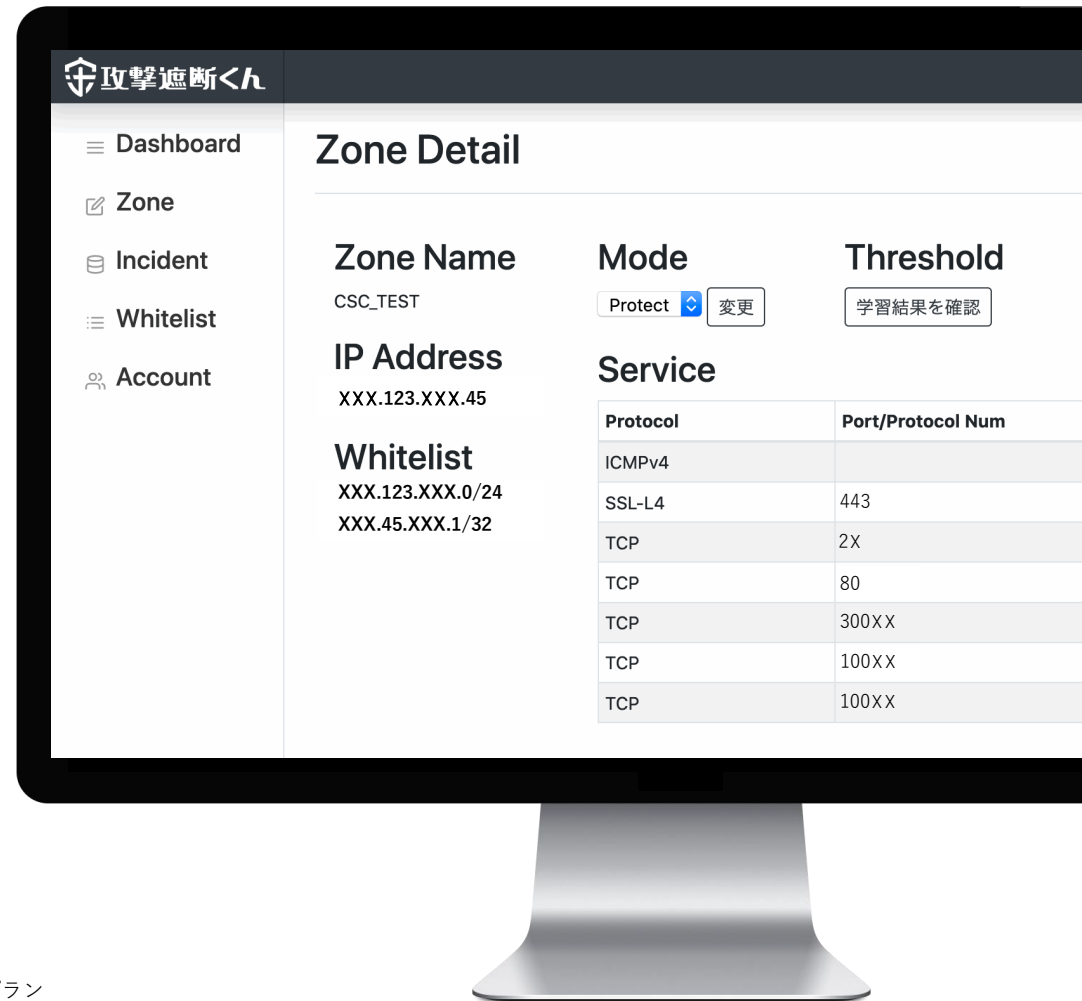 攻撃遮断くん
Dashboard
Zone
Incident
Whitelist
Account
Zone Detail
Zone Name
CSC_TEST
IP Address
XXX.123.XXX.45
Whitelist
XXX.123.XXX.0/24
XXX.45.XXX.1/32
Mode
Protect 変更
Threshold
学習結果を確認
Service
Protocol Port/Protocol Num
ICMPv4
SSL-L4 443
TCP 2X
TCP 80
TCP 300XX
TCP 100XX
TCP 100XX
ラン